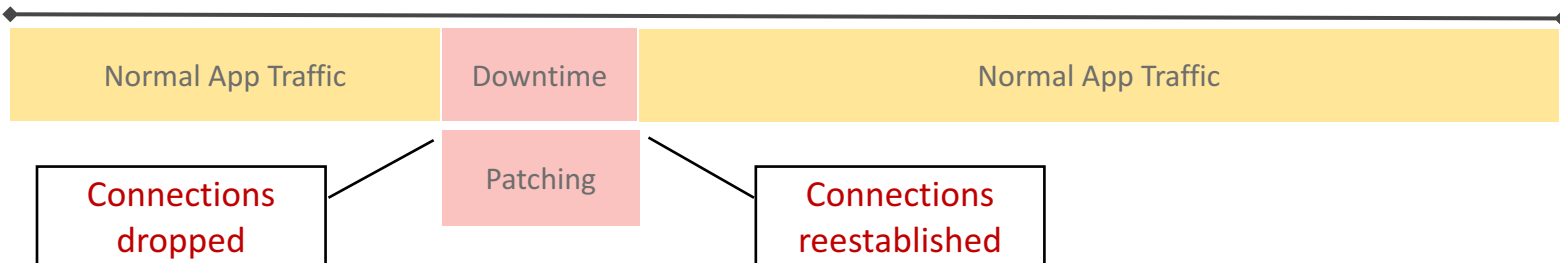 Normal App Traffic
Downtime
Normal App Traffic
Patching
Connections
dropped
Connections
reestablished